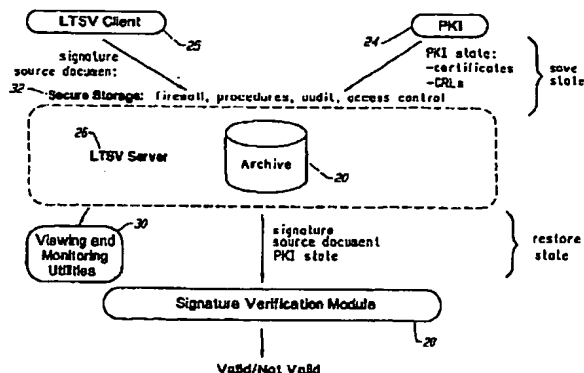 LTSV Client
25
PKI
24
signature
source document;
PKI state:
-certificates
-CRLs
save
state
32
Secure Storage: firewall, procedures, audit, access control
26
LTSV Server
Archive
20
30
Viewing and
Monitoring
Utilities
signature
source document
PKI state
restore
state
Signature Verification Module
28
Valid/Not Valid